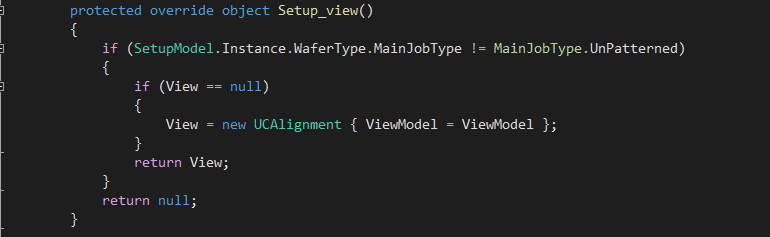 protected override object Setup_view()
{
if (SetupModel.Instance.WaferType.MainJobType != MainJobType.UnPatterned)
{
if (View == null)
{
View = new UCAlignment { ViewModel = ViewModel };
}
return View;
}
return null;
}